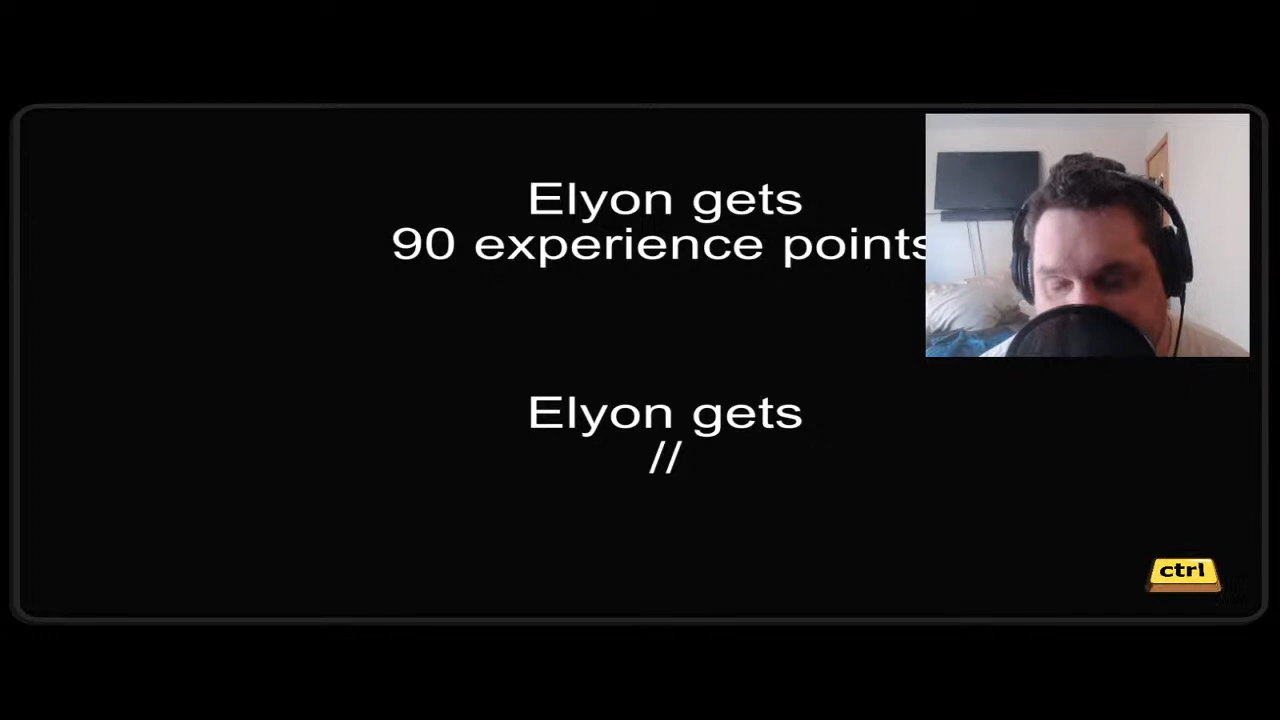 Elyon gets
90 experience points
Elyon gets
//
ctrl